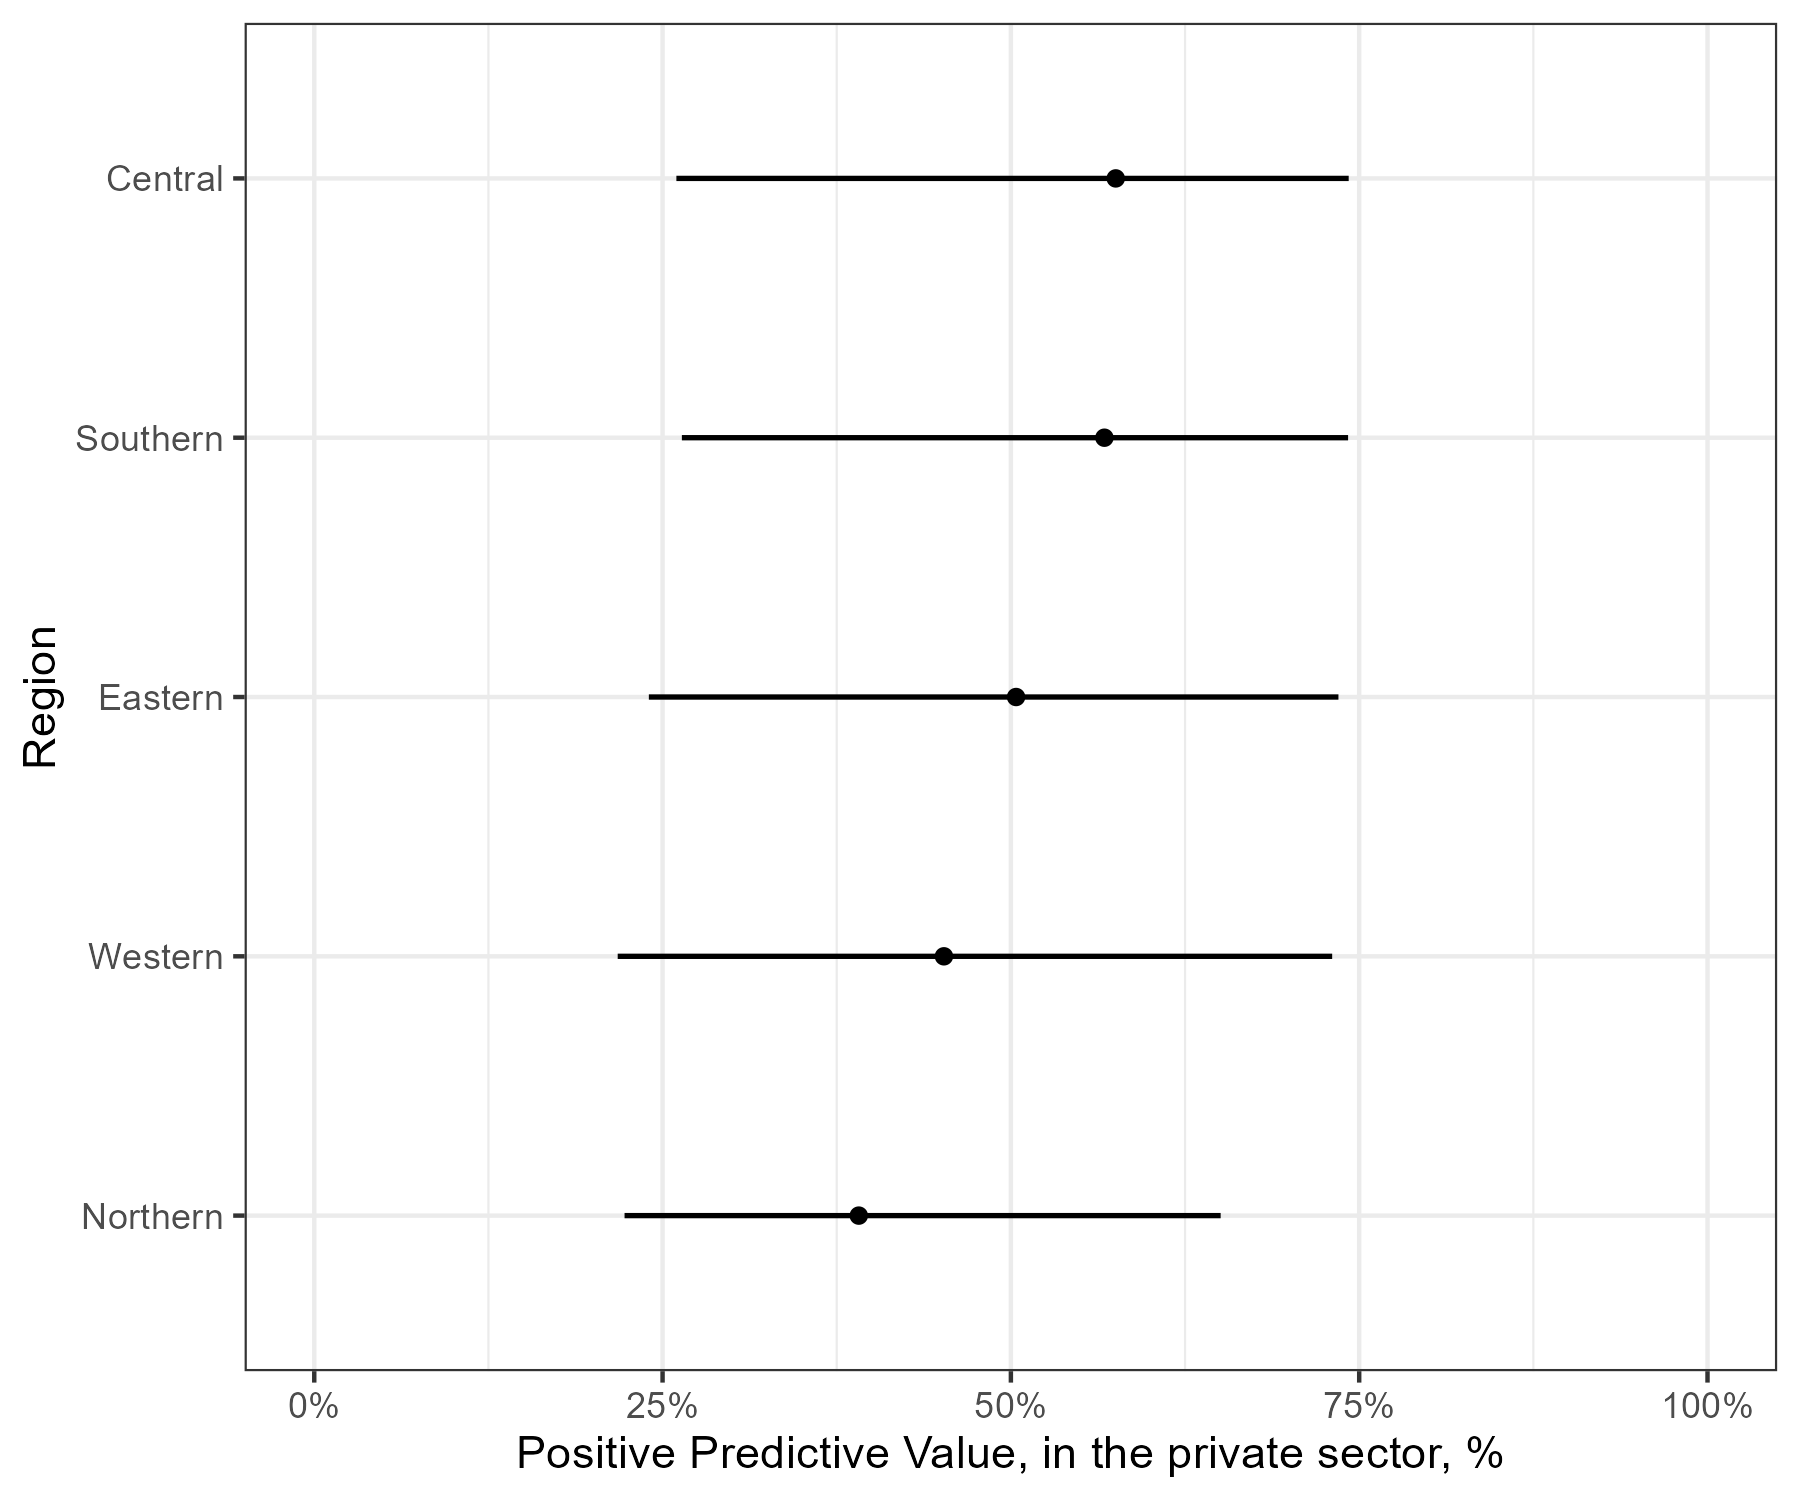 Central
Southern
Eastern
Western
Northern
Region
0% 25% 50% 75% 100%
Positive Predictive Value, in the private sector, %